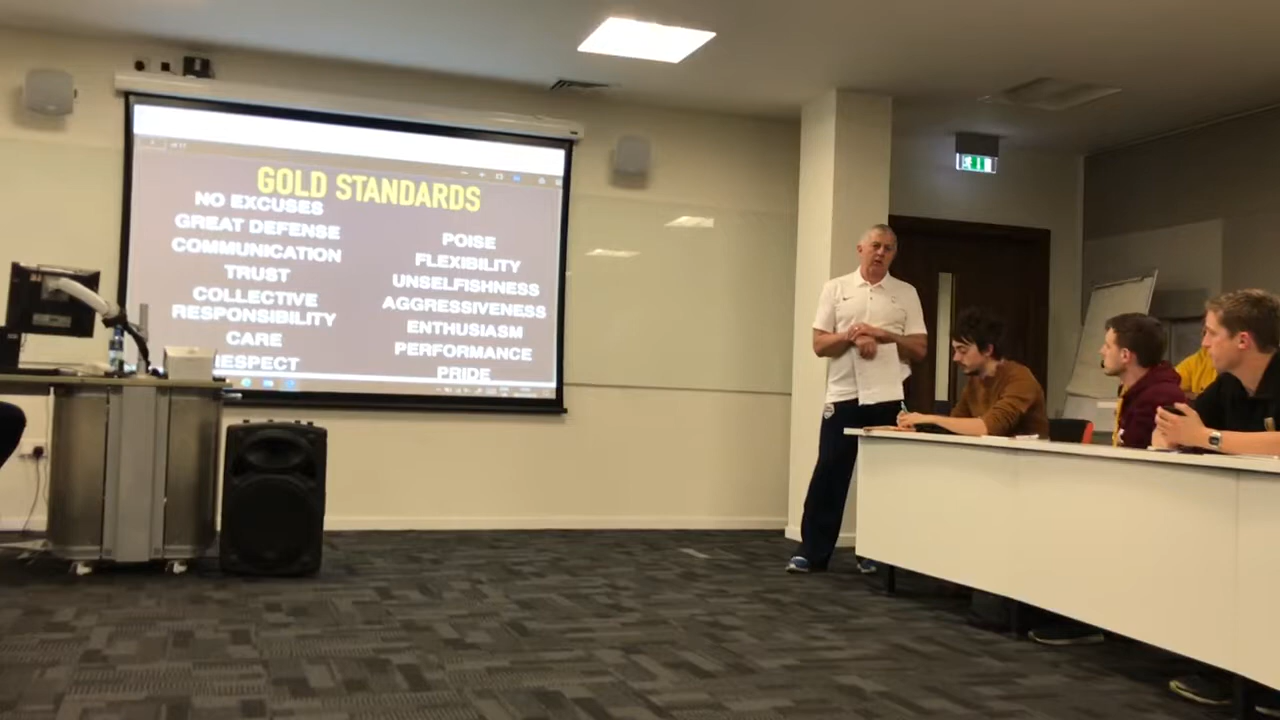 GOLD STANDARDS
NO EXCUSES
GREAT DEFENSE
COMMUNICATION
TRUST
COLLECTIVE
RESPONSIBILITY
CARE
RESPECT
POISE
FLEXIBILITY
UNSELFISHNESS
AGGRESSIVENESS
ENTHUSIASM
PERFORMANCE
PRIDE